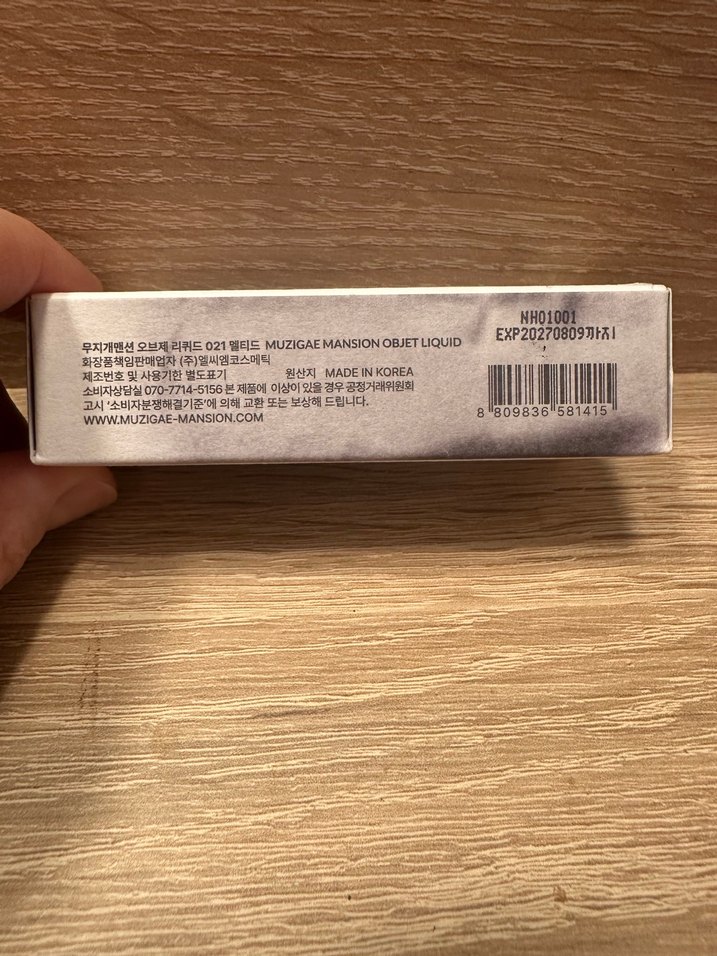 무지개맨션 오브제 리퀴드 021 멜티드 MUZIGAE MANSION OBJET LIQUID
화장품책임판매업자 (주)엘씨엠코스메틱
제조번호 및 사용기한 별도표기 원산지 MADE IN KOREA
소비자상담실 070-7714-5156 본 제품에 이상이 있을 경우 공정거래위원회
고시 '소비자분쟁해결기준'에 의해 교환 또는 보상해 드립니다.
WWW.MUZIGAE-MANSION.COM
NH01001
EXP20270809까지
8 809836 581415